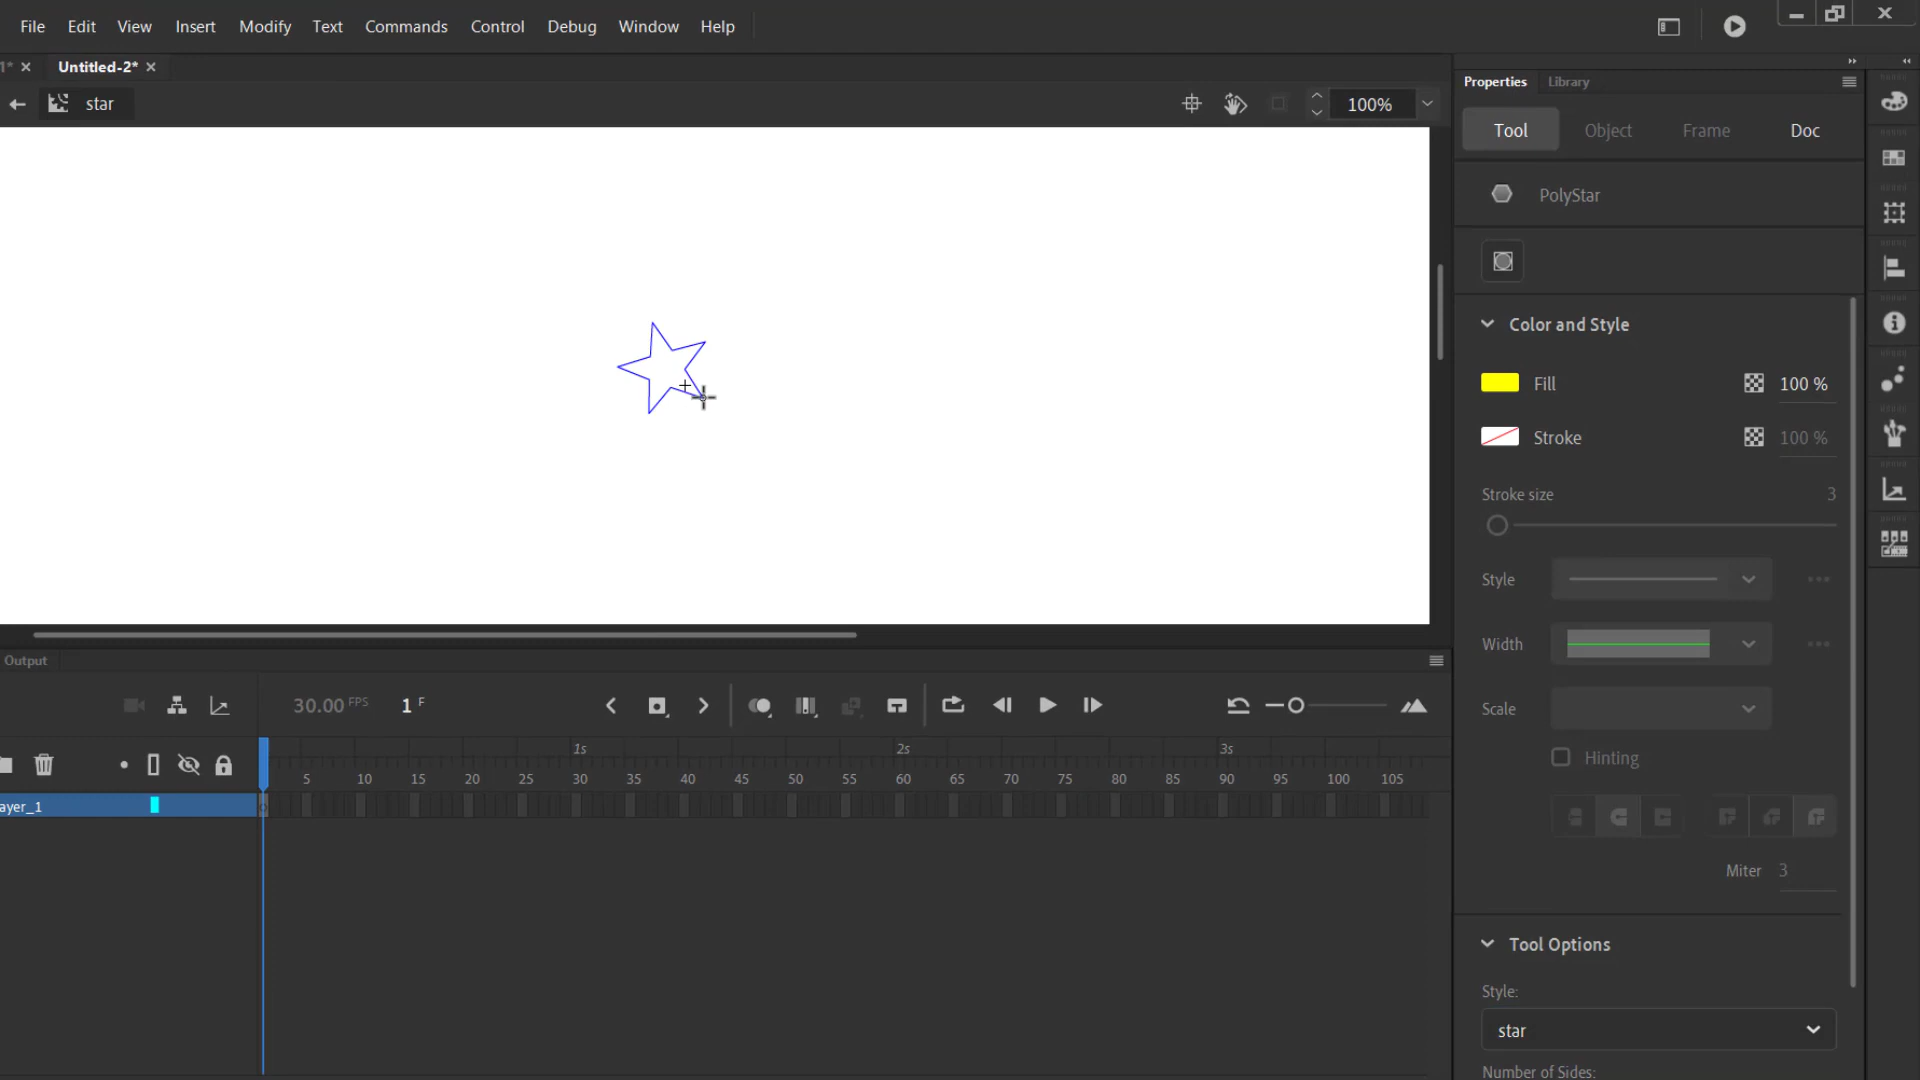 File Edit View Insert Modify Text Commands Control Debug Window Help
1* Untitled-2*
star 100%
Properties Library
Tool Object Frame Doc
PolyStar
Color and Style
Fill 100 %
Stroke 100 %
Stroke size 3
Style
Width
Scale
Hinting
Miter 3
Tool Options
Style:
star
Number of Sides:
Output
30.00 FPS 1 F
1s 2s 3s
5 10 15 20 25 30 35 40 45 50 55 60 65 70 75 80 85 90 95 100 105
ayer_1